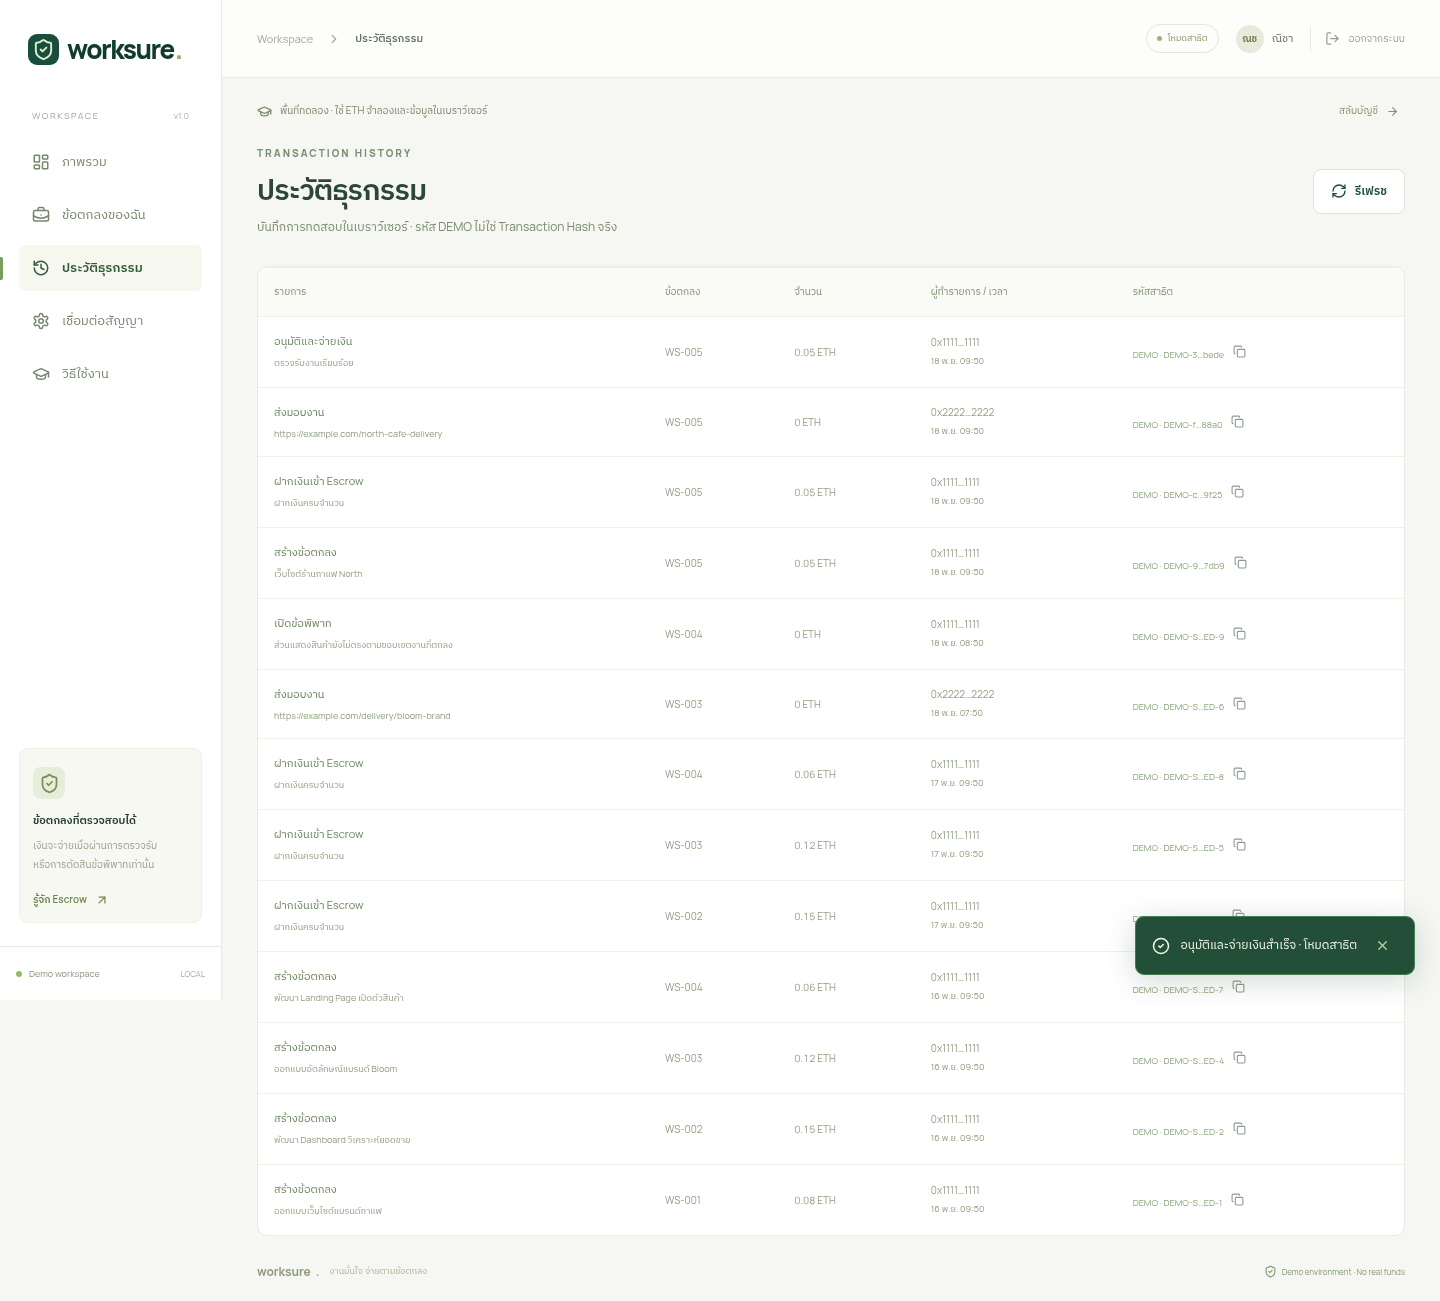 worksure.
WORKSPACE v1.0
ภาพรวม
ข้อตกลงของฉัน
ประวัติธุรกรรม
เชื่อมต่อสัญญา
วิธีใช้งาน
ข้อตกลงที่ตรวจสอบได้
เงินจะจ่ายเมื่อผ่านการตรวจรับ
หรือการตัดสินข้อพิพาทเท่านั้น
รู้จัก Escrow
Demo workspace LOCAL
Workspace ประวัติธุรกรรม
โหมดสาธิต ณช ณิชา ออกจากระบบ
พื้นที่ทดลอง · ใช้ ETH จำลองและข้อมูลในเบราว์เซอร์ สลับบัญชี
TRANSACTION HISTORY
ประวัติธุรกรรม
รีเฟรช
บันทึกการทดสอบในเบราว์เซอร์ · รหัส DEMO ไม่ใช่ Transaction Hash จริง
รายการ ข้อตกลง จำนวน ผู้ทำรายการ / เวลา รหัสสาธิต
อนุมัติและจ่ายเงิน WS-005 0.05 ETH 0x1111…1111 DEMO · DEMO-3…bede
ตรวจรับงานเรียบร้อย 18 พ.ย. 09:50
ส่งมอบงาน WS-005 0 ETH 0x2222…2222 DEMO · DEMO-f…88a0
https://example.com/north-cafe-delivery 18 พ.ย. 09:50
ฝากเงินเข้า Escrow WS-005 0.05 ETH 0x1111…1111 DEMO · DEMO-c…9f25
ฝากเงินครบจำนวน 18 พ.ย. 09:50
สร้างข้อตกลง WS-005 0.05 ETH 0x1111…1111 DEMO · DEMO-9…7db9
เว็บไซต์ร้านกาแฟ North 18 พ.ย. 09:50
เปิดข้อพิพาท WS-004 0 ETH 0x1111…1111 DEMO · DEMO-S…ED-9
ส่วนแสดงสินค้ายังไม่ตรงตามขอบเขตงานที่ตกลง 18 พ.ย. 08:50
ส่งมอบงาน WS-003 0 ETH 0x2222…2222 DEMO · DEMO-S…ED-6
https://example.com/delivery/bloom-brand 18 พ.ย. 07:50
ฝากเงินเข้า Escrow WS-004 0.06 ETH 0x1111…1111 DEMO · DEMO-S…ED-8
ฝากเงินครบจำนวน 17 พ.ย. 09:50
ฝากเงินเข้า Escrow WS-003 0.12 ETH 0x1111…1111 DEMO · DEMO-S…ED-5
ฝากเงินครบจำนวน 17 พ.ย. 09:50
ฝากเงินเข้า Escrow WS-002 0.15 ETH 0x1111…1111
ฝากเงินครบจำนวน 17 พ.ย. 09:50
อนุมัติและจ่ายเงินสำเร็จ · โหมดสาธิต
สร้างข้อตกลง WS-004 0.06 ETH 0x1111…1111 DEMO · DEMO-S…ED-7
พัฒนา Landing Page เปิดตัวสินค้า 16 พ.ย. 09:50
สร้างข้อตกลง WS-003 0.12 ETH 0x1111…1111 DEMO · DEMO-S…ED-4
ออกแบบอัตลักษณ์แบรนด์ Bloom 16 พ.ย. 09:50
สร้างข้อตกลง WS-002 0.15 ETH 0x1111…1111 DEMO · DEMO-S…ED-2
พัฒนา Dashboard วิเคราะห์ยอดขาย 16 พ.ย. 09:50
สร้างข้อตกลง WS-001 0.08 ETH 0x1111…1111 DEMO · DEMO-S…ED-1
ออกแบบเว็บไซต์แบรนด์กาแฟ 16 พ.ย. 09:50
worksure . งานมั่นใจ จ่ายตามข้อตกลง Demo environment · No real funds